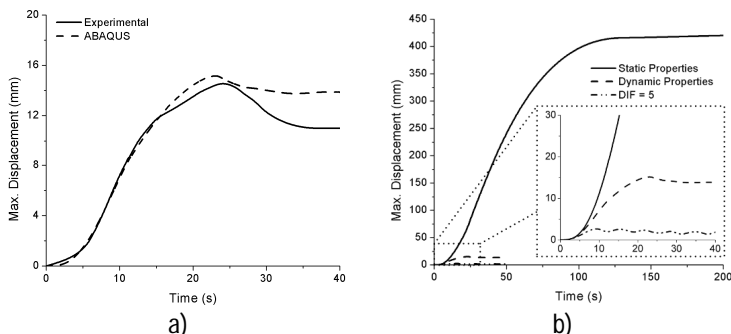 20
16
12
8
4
0
0 10 20 30 40
Max. Displacement (mm)
Time (s)
Experimental
ABAQUS
a)
450
400
350
300
250
200
150
100
50
0
0 50 100 150 200
Max. Displacement (mm)
Time (s)
Static Properties
Dynamic Properties
DIF = 5
30
20
10
0
0 10 20 30 40
b)